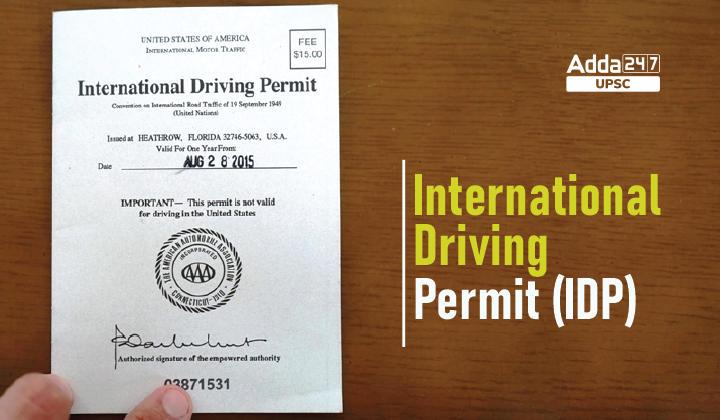 UNITED STATES OF AMERICA
INTERNATIONAL MOTOR TRAFFIC
FEE
$15.00
International Driving Permit
Convention on International Road Traffic of 19 September 1949
(United Nations)
Issued at HEATHROW, FLORIDA 32746-5063, U.S.A.
Valid For One Year From:
Date AUG 28 2015
IMPORTANT— This permit is not valid
for driving in the United States
THE AMERICAN AUTOMOBILE ASSOCIATION
INCORPORATED
AAA
CONNECTICUT-1910
Authorized signature of the empowered authority
03871531
Adda247
UPSC
International
Driving
Permit (IDP)